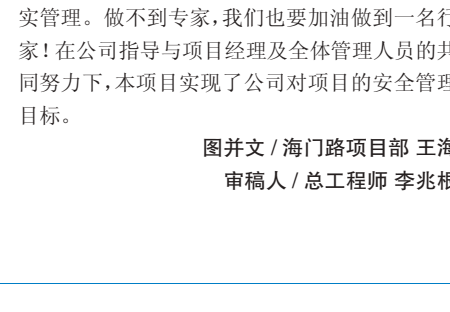 实管理。做不到专家,我们也要加油做到一名行
家！在公司指导与项目经理及全体管理人员的共
同努力下,本项目实现了公司对项目的安全管理
目标。
图并文 / 海门路项目部 王海
审稿人 / 总工程师 李兆根